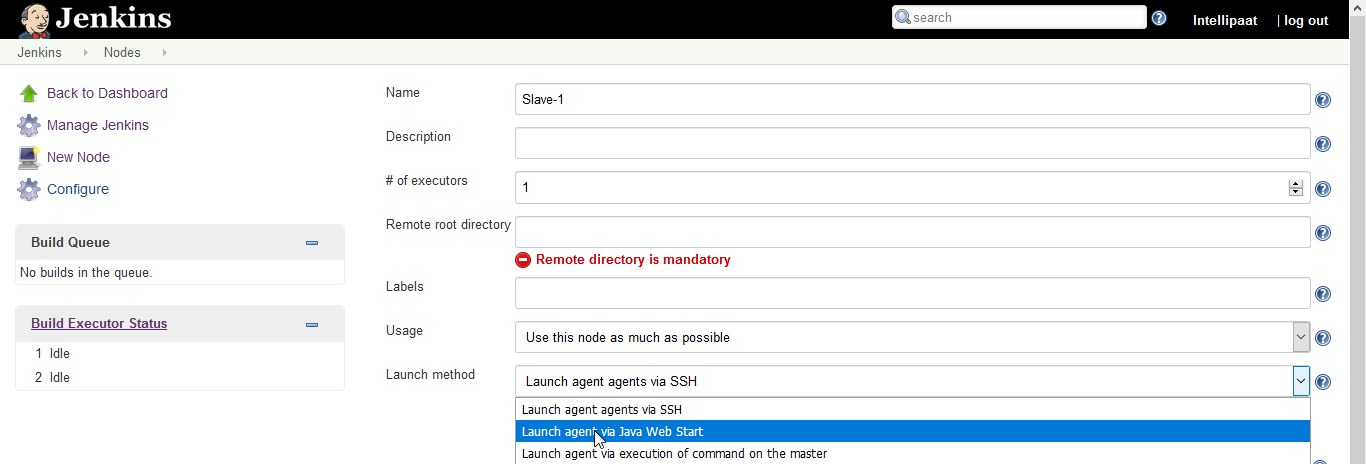 Jenkins
search
Intellipaat | log out
Jenkins Nodes
Back to Dashboard
Manage Jenkins
New Node
Configure
Build Queue
No builds in the queue.
Build Executor Status
1 Idle
2 Idle
Name
Slave-1
Description
# of executors
1
Remote root directory
Remote directory is mandatory
Labels
Usage
Use this node as much as possible
Launch method
Launch agent agents via SSH
Launch agent agents via SSH
Launch agent via Java Web Start
Launch agent via execution of command on the master